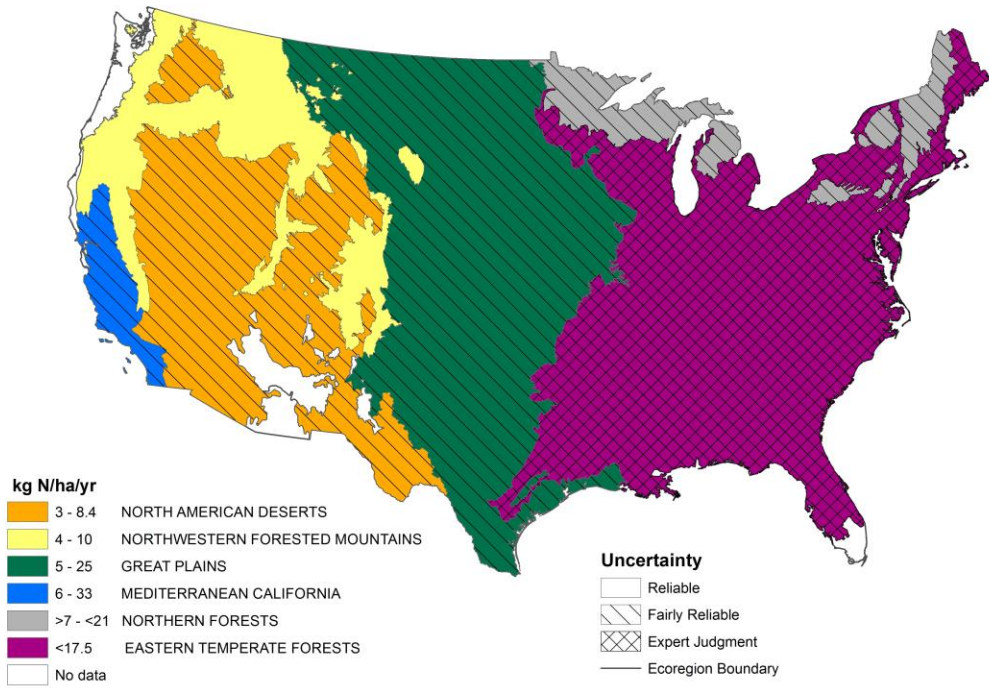 kg N/ha/yr
3 - 8.4 NORTH AMERICAN DESERTS
4 - 10 NORTHWESTERN FORESTED MOUNTAINS
5 - 25 GREAT PLAINS
6 - 33 MEDITERRANEAN CALIFORNIA
>7 - <21 NORTHERN FORESTS
<17.5 EASTERN TEMPERATE FORESTS
No data
Uncertainty
Reliable
Fairly Reliable
Expert Judgment
Ecoregion Boundary